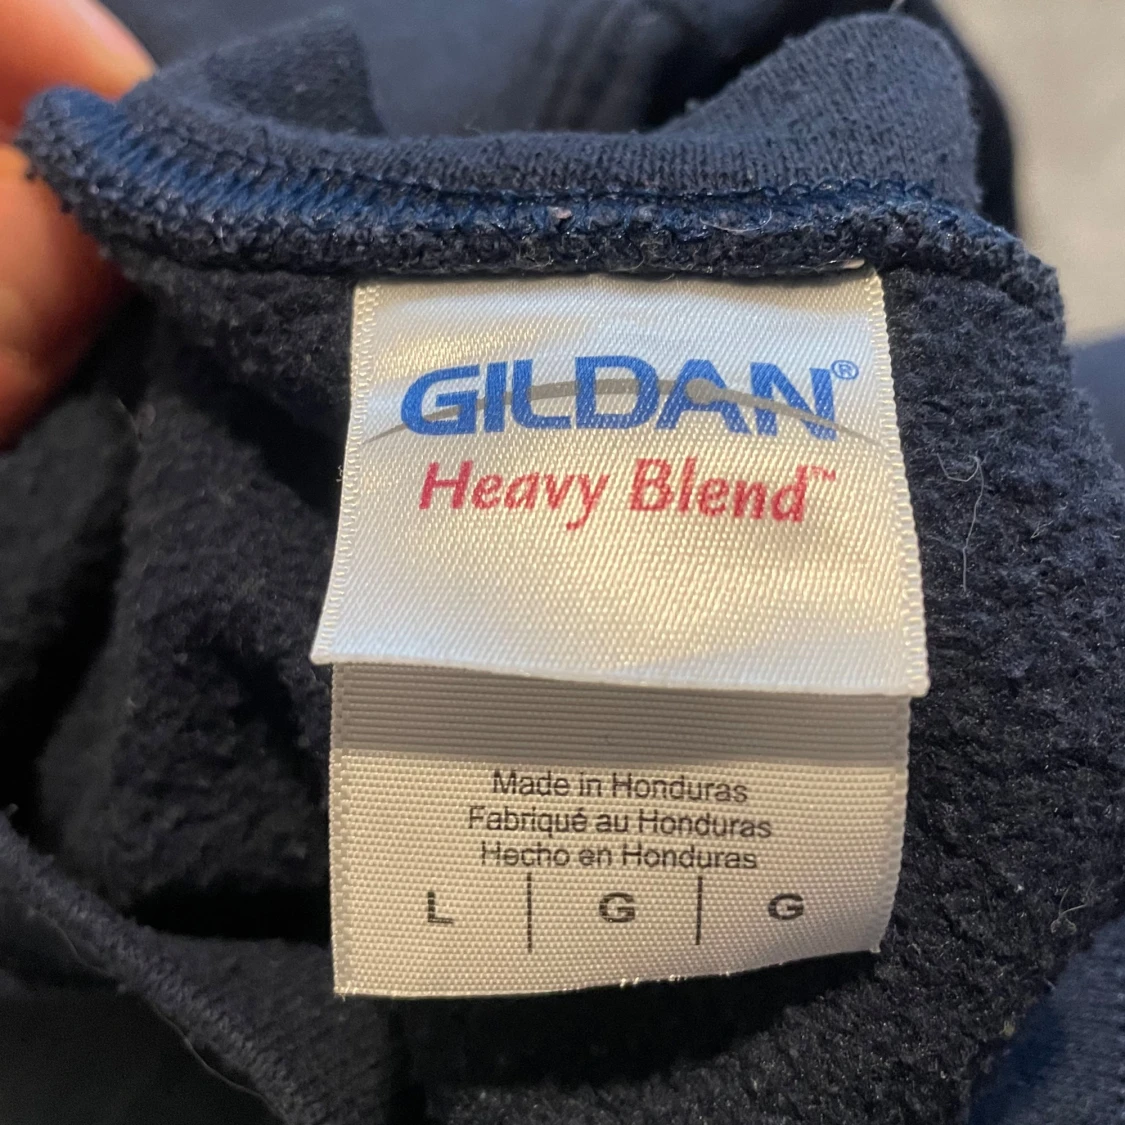 GILDAN®
Heavy Blend™
Made in Honduras
Fabriqué au Honduras
Hecho en Honduras
L | G | G